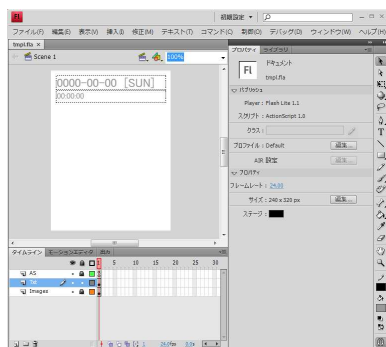 FL
初期設定
ファイル(F) 編集(E) 表示(V) 挿入(I) 修正(M) テキスト(T) コマンド(C) 制御(O) デバッグ(D) ウィンドウ(W) ヘルプ(H)
tmpl.fla ×
Scene 1
100%
0000-00-00 [SUN]
00:00:00
プロパティ ライブラリ
FL
ドキュメント
tmpl.fla
パブリッシュ
Player : Flash Lite 1.1
スクリプト : ActionScript 1.0
クラス :
プロファイル : Default 編集...
AIR 設定 編集...
プロパティ
フレームレート : 24.00
サイズ : 240 x 320 px 編集...
ステージ :
タイムライン モーションエディタ 出力
1 5 10 15 20 25 30
AS
Txt
Images
1 24.0fps 0.0s